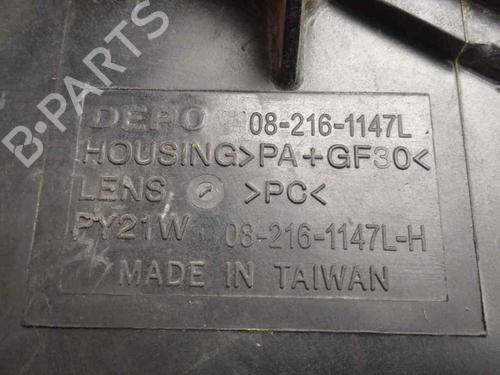 B-PARTS
DEPO 08-216-1147L
HOUSING>PA+GF30<
LENS >PC<
PY21W 08-216-1147L-H
MADE IN TAIWAN